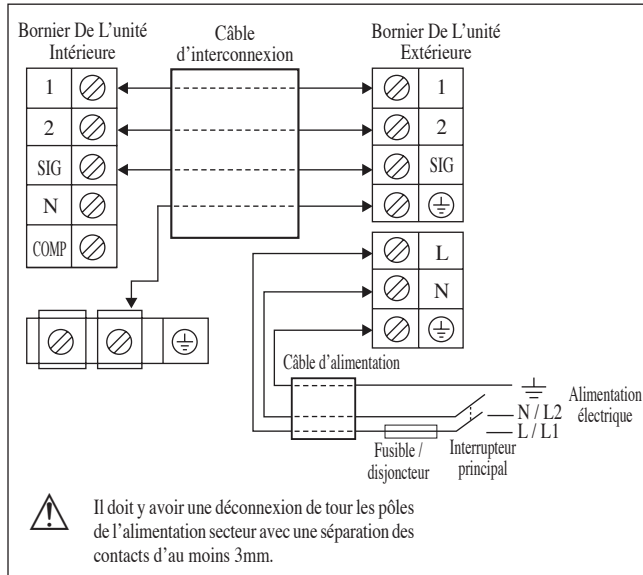 Bornier De L'unité
Intérieure
Câble
d'interconnexion
Bornier De L'unité
Extérieure
1
2
SIG
N
COMP
1
2
SIG
L
N
Câble d'alimentation
Alimentation
électrique
N / L2
L / L1
Fusible /
disjoncteur
Interrupteur
principal
Il doit y avoir une déconnexion de tour les pôles
de l'alimentation secteur avec une séparation des
contacts d'au moins 3mm.